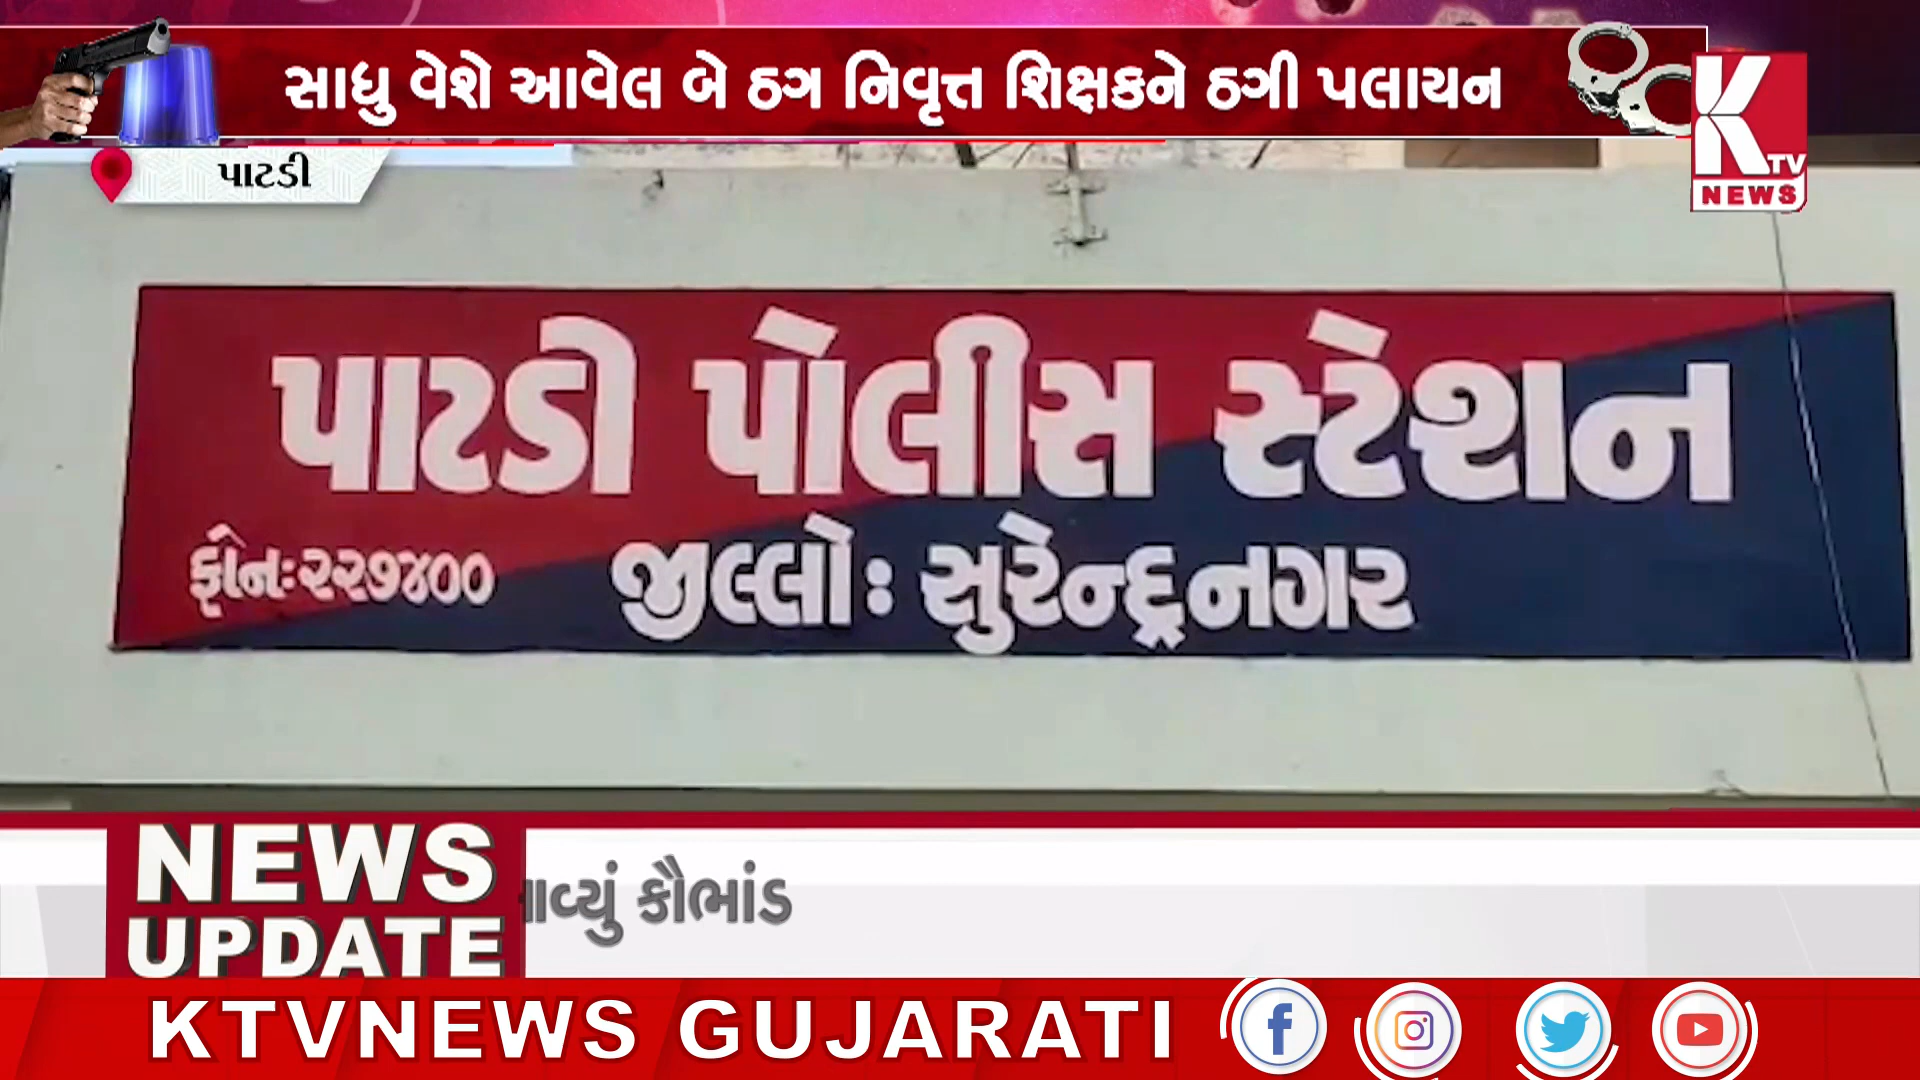 સાધુ વેશે આવેલ બે ઠગ નિવૃત્ત શિક્ષકને ઠગી પલાયન
K TV NEWS
પાટડી
પાટડી પોલીસ સ્ટેશન
ફોન:૨૨૭૪૦૦ જીલ્લો: સુરેન્દ્રનગર
NEWS
UPDATE
કૌભાંડ
KTVNEWS GUJARATI